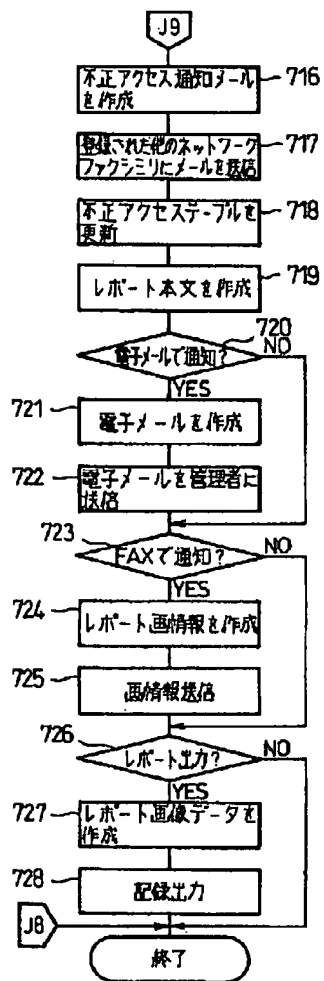 J9
不正アクセス通知メール
を作成
716
登録された他のネットワーク
ファクシミリにメールを送信
717
不正アクセステーブルを
更新
718
レポート本文を作成
719
720
電子メールで通知?
NO
YES
721
電子メールを作成
722
電子メールを管理者に
送信
723
FAXで通知?
NO
YES
724
レポート画情報を作成
725
画情報送信
726
レポート出力?
NO
YES
727
レポート画像データを
作成
728
記録出力
J8
終了